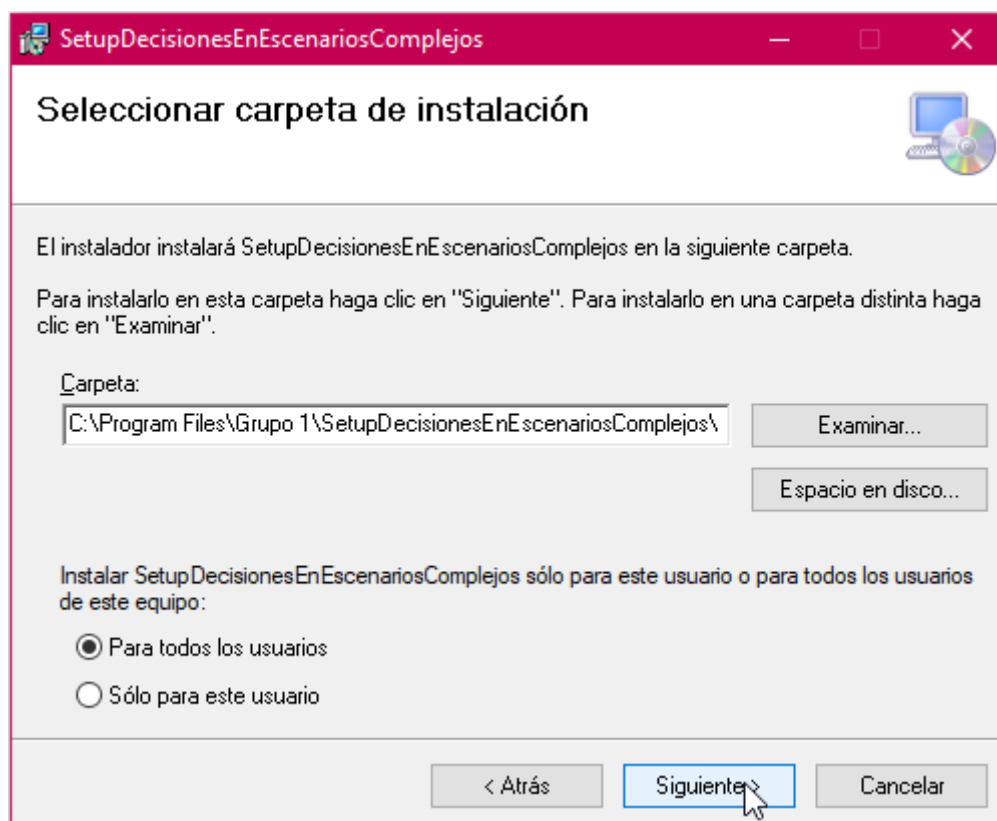 SetupDecisionesEnEscenariosComplejos
Seleccionar carpeta de instalación
El instalador instalará SetupDecisionesEnEscenariosComplejos en la siguiente carpeta.
Para instalarlo en esta carpeta haga clic en "Siguiente". Para instalarlo en una carpeta distinta haga
clic en "Examinar".
Carpeta:
C:\Program Files\Grupo 1\SetupDecisionesEnEscenariosComplejos\
Examinar...
Espacio en disco...
Instalar SetupDecisionesEnEscenariosComplejos sólo para este usuario o para todos los usuarios
de este equipo:
Para todos los usuarios
Sólo para este usuario
< Atrás
Siguiente >
Cancelar